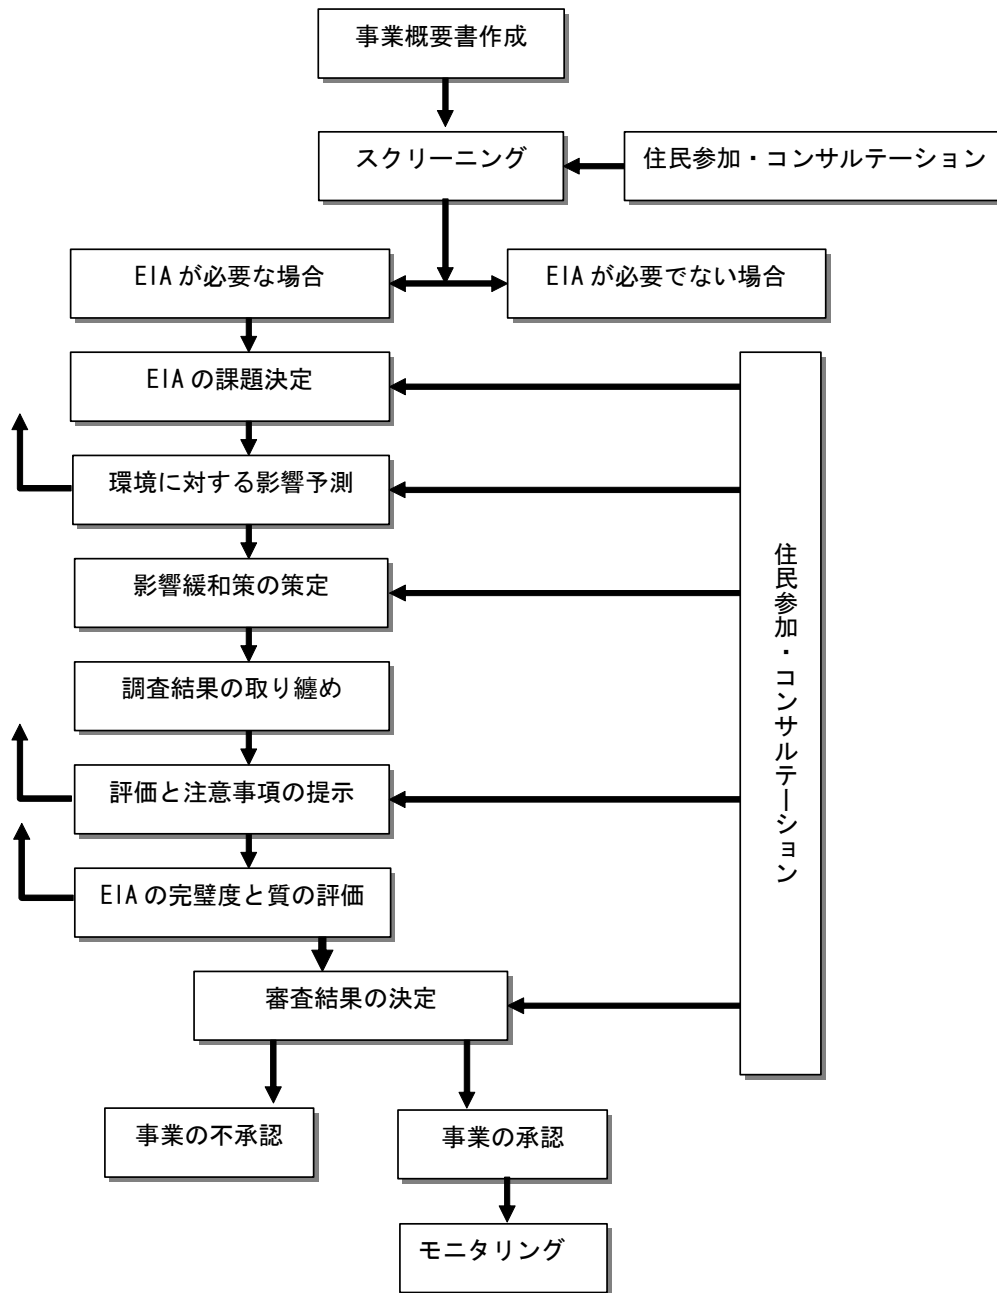 事業概要書作成
スクリーニング
住民参加・コンサルテーション
EIAが必要な場合
EIAが必要でない場合
EIAの課題決定
環境に対する影響予測
影響緩和策の策定
調査結果の取り纏め
評価と注意事項の提示
EIAの完璧度と質の評価
住民参加・コンサルテーション
審査結果の決定
事業の不承認
事業の承認
モニタリング